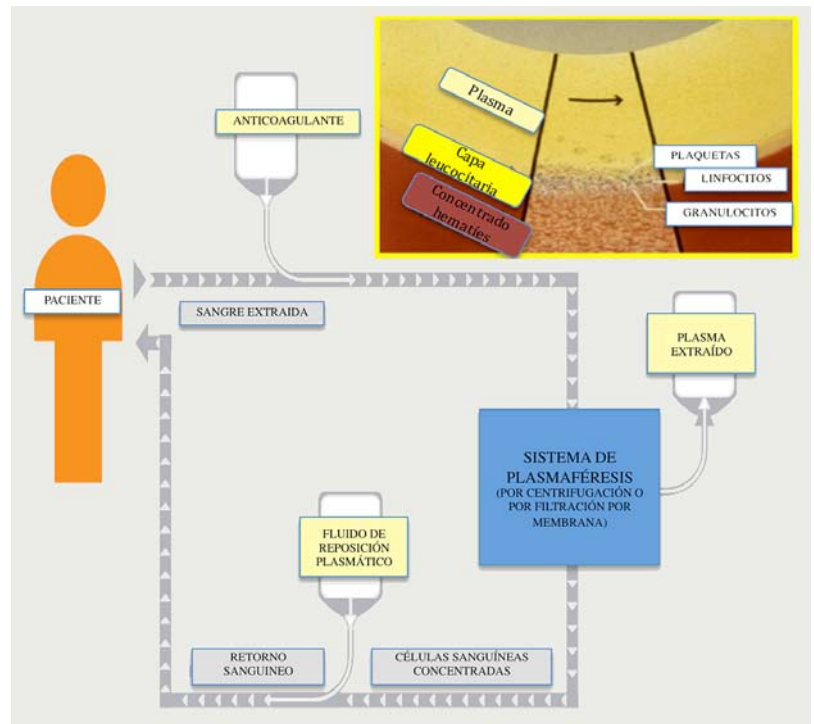 ANTICOAGULANTE
Plasma
Capa
leucocitaría
Concentrado
hematíes
PLAQUETAS
LINFOCITOS
GRANULOCITOS
PACIENTE
SANGRE EXTRAIDA
PLASMA
EXTRAÍDO
SISTEMA DE
PLASMAFÉRESIS
(POR CENTRIFUGACIÓN O
POR FILTRACIÓN POR
MEMBRANA)
FLUIDO DE
REPOSICIÓN
PLASMÁTICO
RETORNO
SANGUINEO
CÉLULAS SANGUÍNEAS
CONCENTRADAS